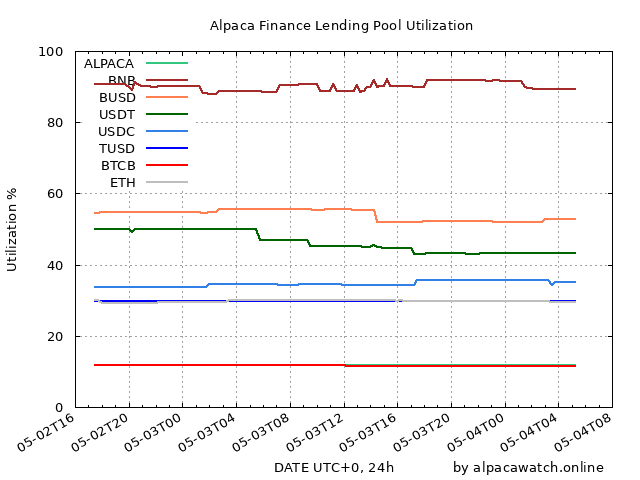 Alpaca Finance Lending Pool Utilization
100
80
60
40
20
0
Utilization %
ALPACA
BNB
BUSD
USDT
USDC
TUSD
BTCB
ETH
05-02T16
05-02T20
05-03T00
05-03T04
05-03T08
05-03T12
05-03T16
05-03T20
05-04T00
05-04T04
05-04T08
DATE UTC+0, 24h
by alpacawatch.online